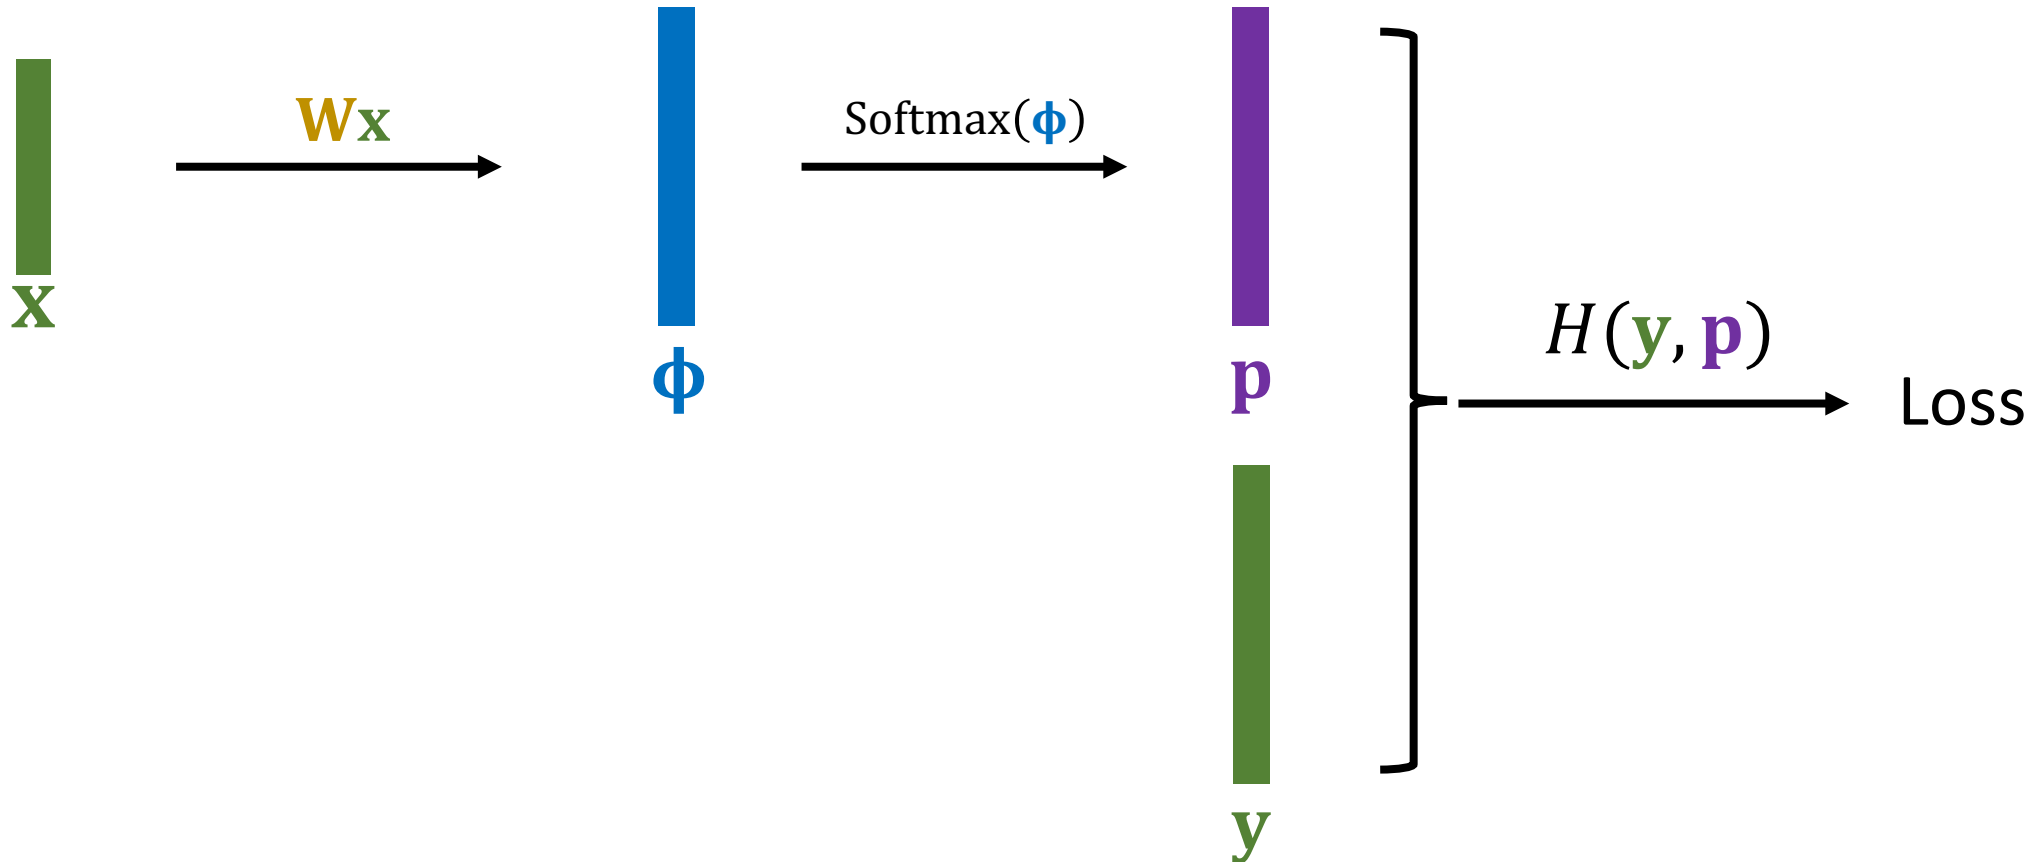 Wx
Softmax(ϕ)
x
ϕ
p
H(y, p)
Loss
y